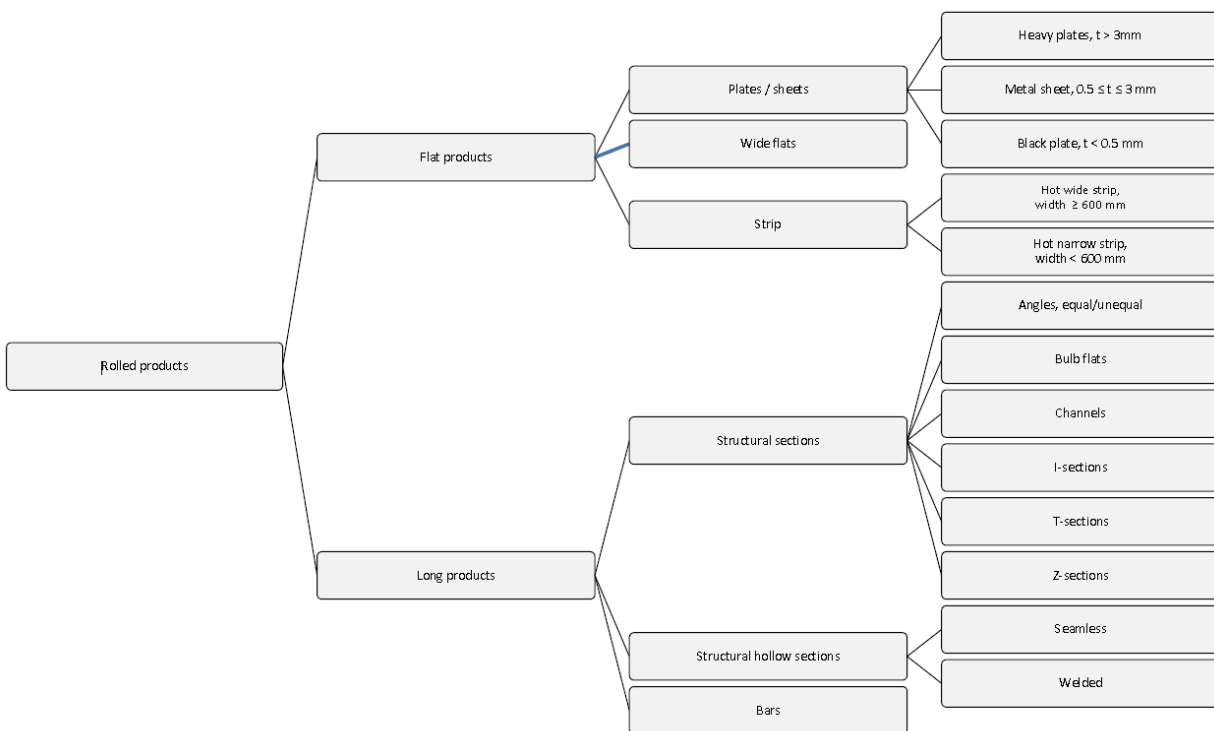 Heavy plates, t > 3mm
Plates / sheets
Metal sheet, 0.5 ≤ t ≤ 3 mm
Black plate, t < 0.5 mm
Wide flats
Flat products
Hot wide strip,
width ≥ 600 mm
Strip
Hot narrow strip,
width < 600 mm
Rolled products
Angles, equal/unequal
Bulb flats
Channels
Structural sections
I-sections
T-sections
Z-sections
Long products
Seamless
Structural hollow sections
Welded
Bars